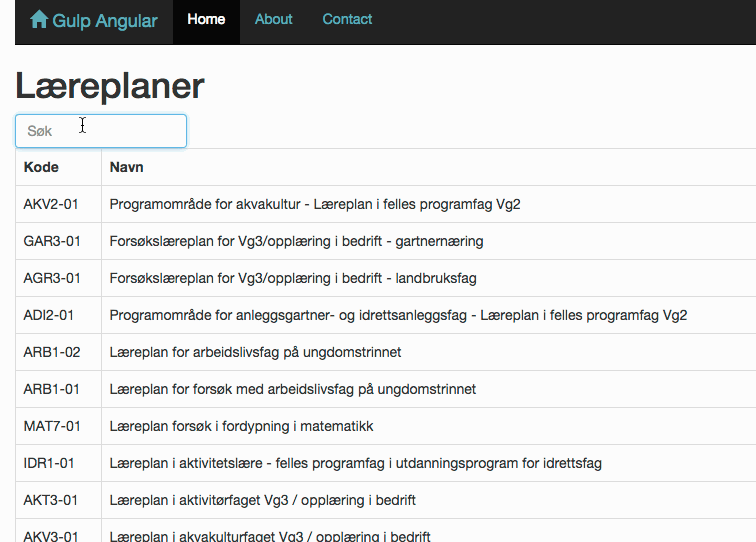 Gulp Angular Home About Contact
Læreplaner
Søk
Kode Navn
AKV2-01 Programområde for akvakultur - Læreplan i felles programfag Vg2
GAR3-01 Forsøkslæreplan for Vg3/opplæring i bedrift - gartnernæring
AGR3-01 Forsøkslæreplan for Vg3/opplæring i bedrift - landbruksfag
ADI2-01 Programområde for anleggsgartner- og idrettsanleggsfag - Læreplan i felles programfag Vg2
ARB1-02 Læreplan for arbeidslivsfag på ungdomstrinnet
ARB1-01 Læreplan for forsøk med arbeidslivsfag på ungdomstrinnet
MAT7-01 Læreplan forsøk i fordypning i matematikk
IDR1-01 Læreplan i aktivitetslære - felles programfag i utdanningsprogram for idrettsfag
AKT3-01 Læreplan i aktivitørfaget Vg3 / opplæring i bedrift
AKV3-01 Læreplan i akvakulturfaget Vg3 / opplæring i bedrift